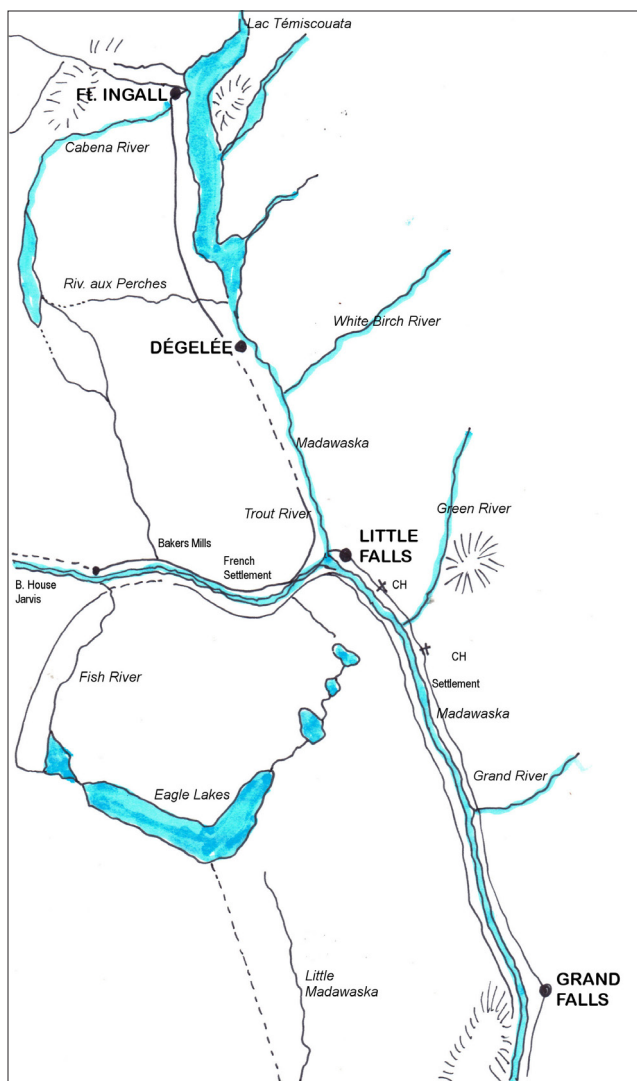 Lac Témiscouata
Ft. INGALL
Cabena River
Riv. aux Perches
White Birch River
DÉGELÉE
Madawaska
Green River
Trout River
LITTLE
FALLS
Bakers Mills
French
Settlement
CH
B. House
Jarvis
CH
Fish River
Settlement
Madawaska
Grand River
Eagle Lakes
Little
Madawaska
GRAND
FALLS